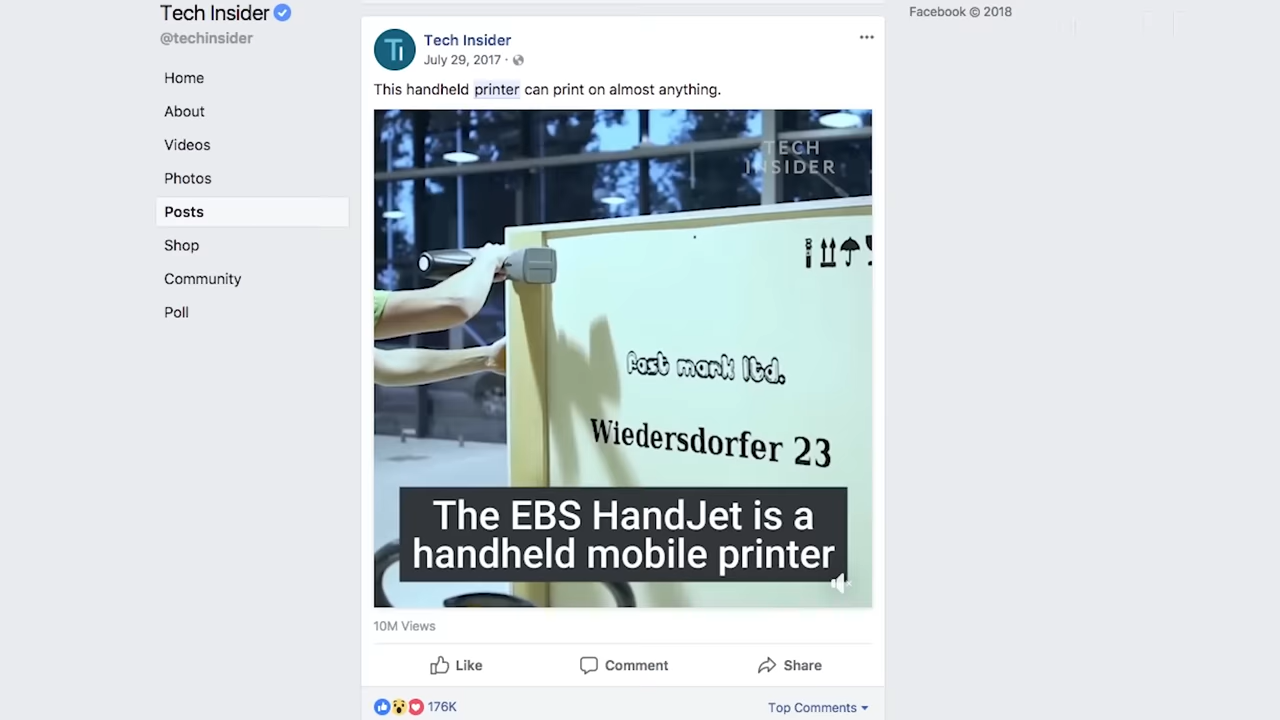 Tech Insider
@techinsider
Home
About
Videos
Photos
Posts
Shop
Community
Poll
Ti
Tech Insider
July 29, 2017 ·
This handheld printer can print on almost anything.
TECH
INSIDER
fast mark ltd.
Wiedersdorfer 23
The EBS HandJet is a
handheld mobile printer
10M Views
Like
Comment
Share
176K
Top Comments
Facebook © 2018